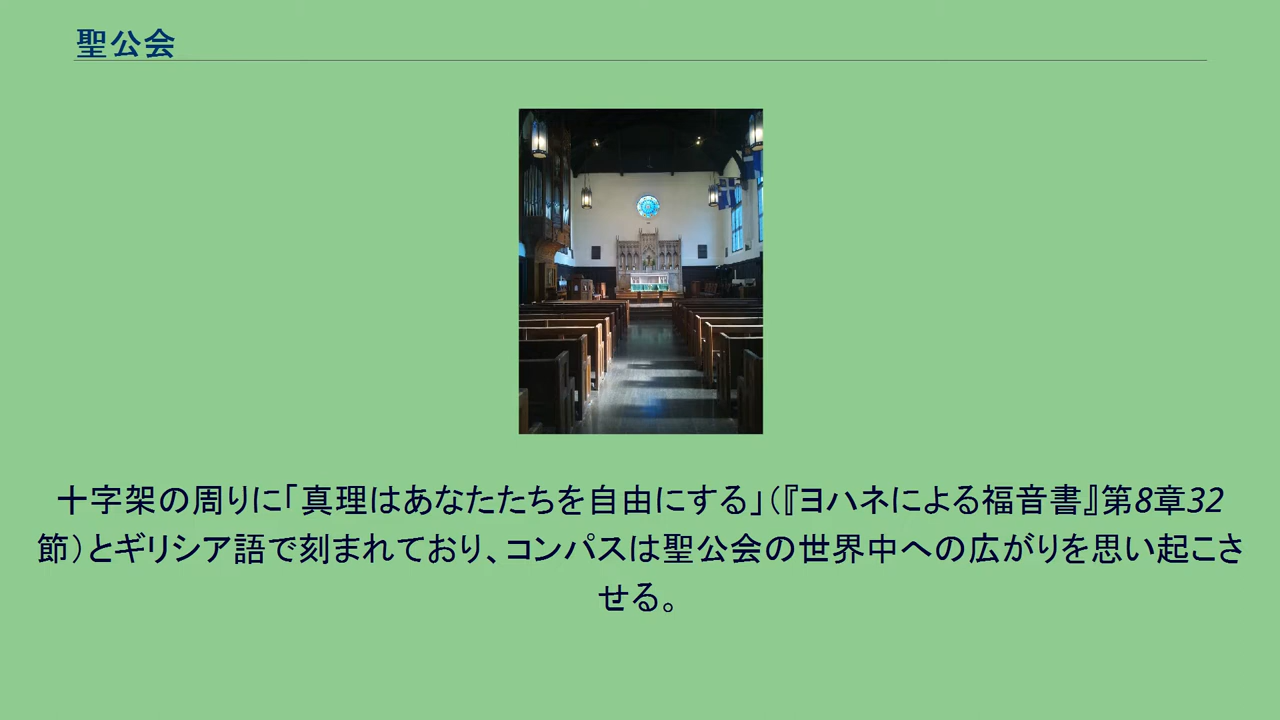 聖公会
十字架の周りに「真理はあなたたちを自由にする」（『ヨハネによる福音書』第8章32
節）とギリシア語で刻まれており、コンパスは聖公会の世界中への広がりを思い起こさ
せる。